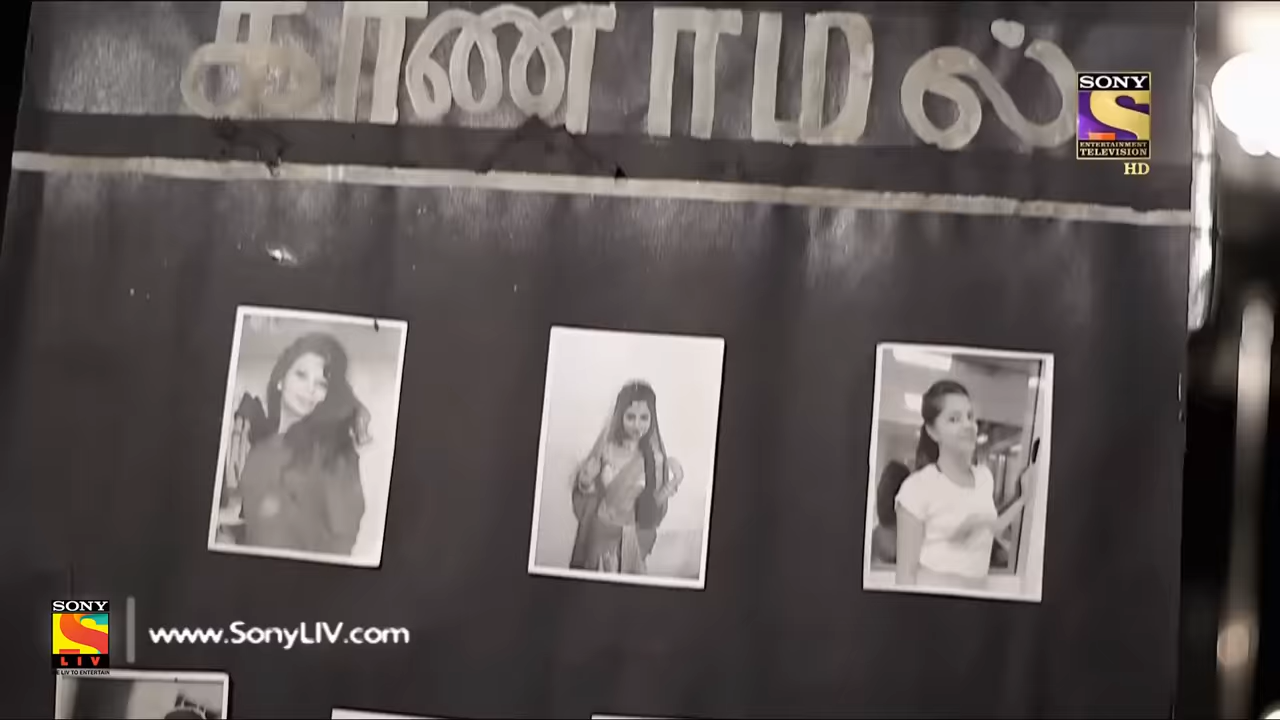 காணாமல்
SONY
ENTERTAINMENT
TELEVISION
HD
SONY
LIV
www.SonyLIV.com